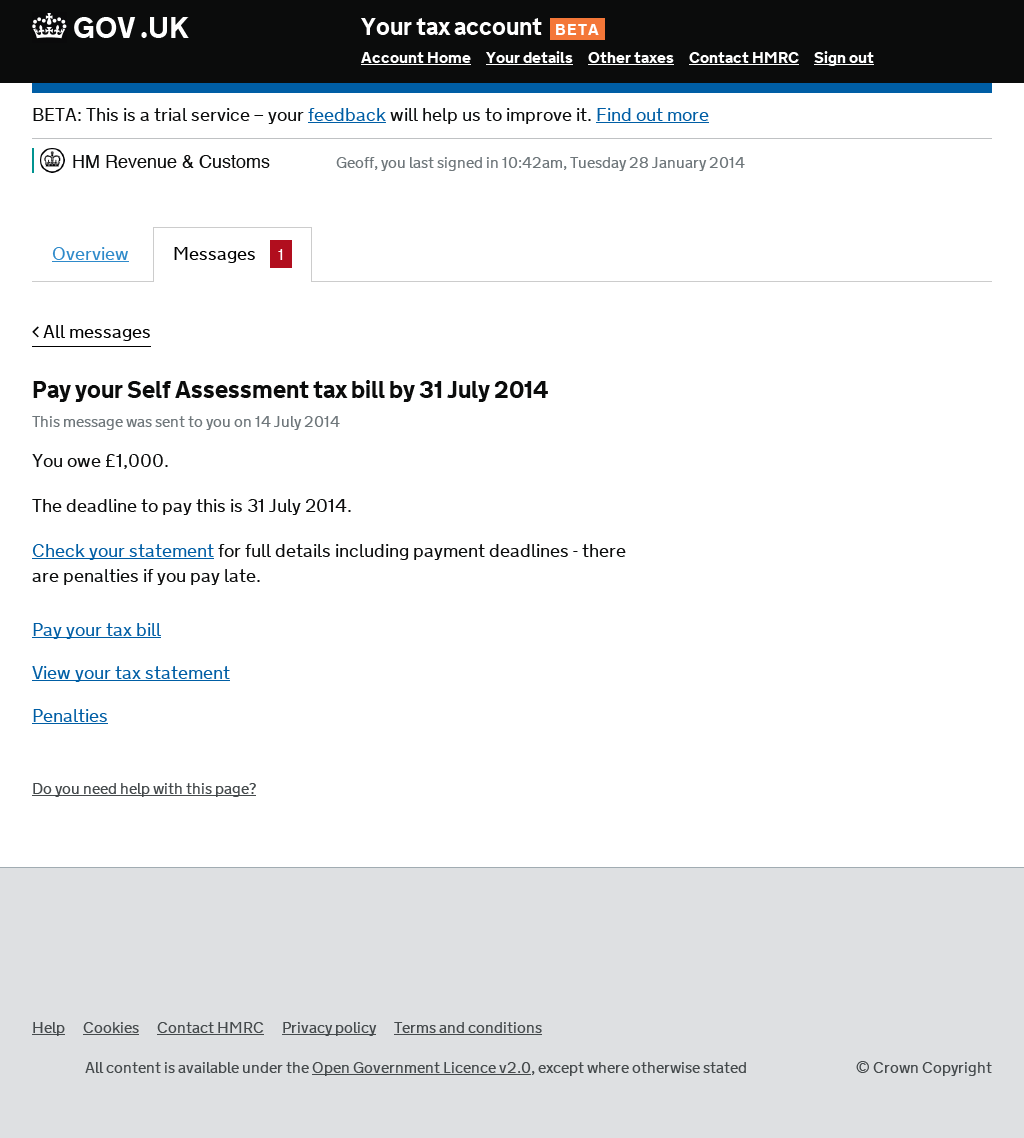 GOV.UK
Your tax account BETA
Account Home Your details Other taxes Contact HMRC Sign out
BETA: This is a trial service – your feedback will help us to improve it. Find out more
HM Revenue & Customs
Geoff, you last signed in 10:42am, Tuesday 28 January 2014
Overview Messages 1
< All messages
Pay your Self Assessment tax bill by 31 July 2014
This message was sent to you on 14 July 2014
You owe £1,000.
The deadline to pay this is 31 July 2014.
Check your statement for full details including payment deadlines - there
are penalties if you pay late.
Pay your tax bill
View your tax statement
Penalties
Do you need help with this page?
Help Cookies Contact HMRC Privacy policy Terms and conditions
All content is available under the Open Government Licence v2.0, except where otherwise stated
© Crown Copyright